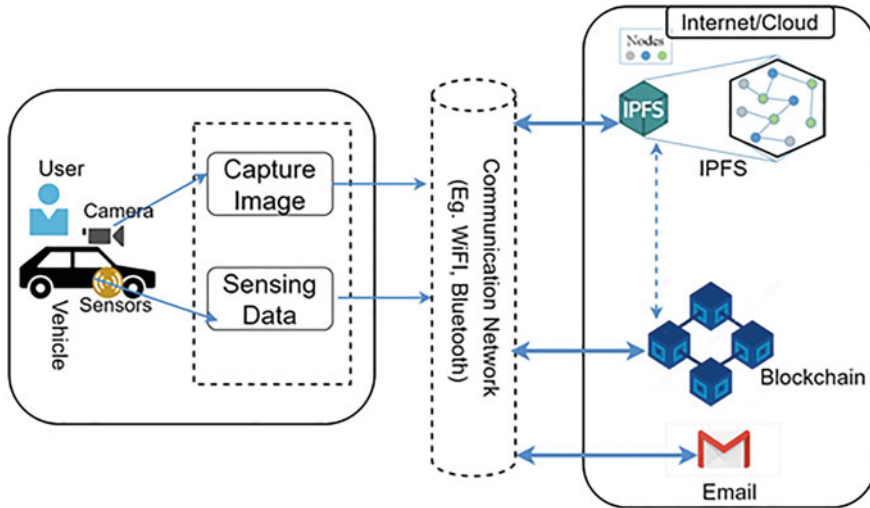 Internet/Cloud
Nodes
IPFS
IPFS
User
Camera
Capture
Image
Sensors
Vehicle
Sensing
Data
Communication Network
(Eg. WiFI, Bluetooth)
Blockchain
Email